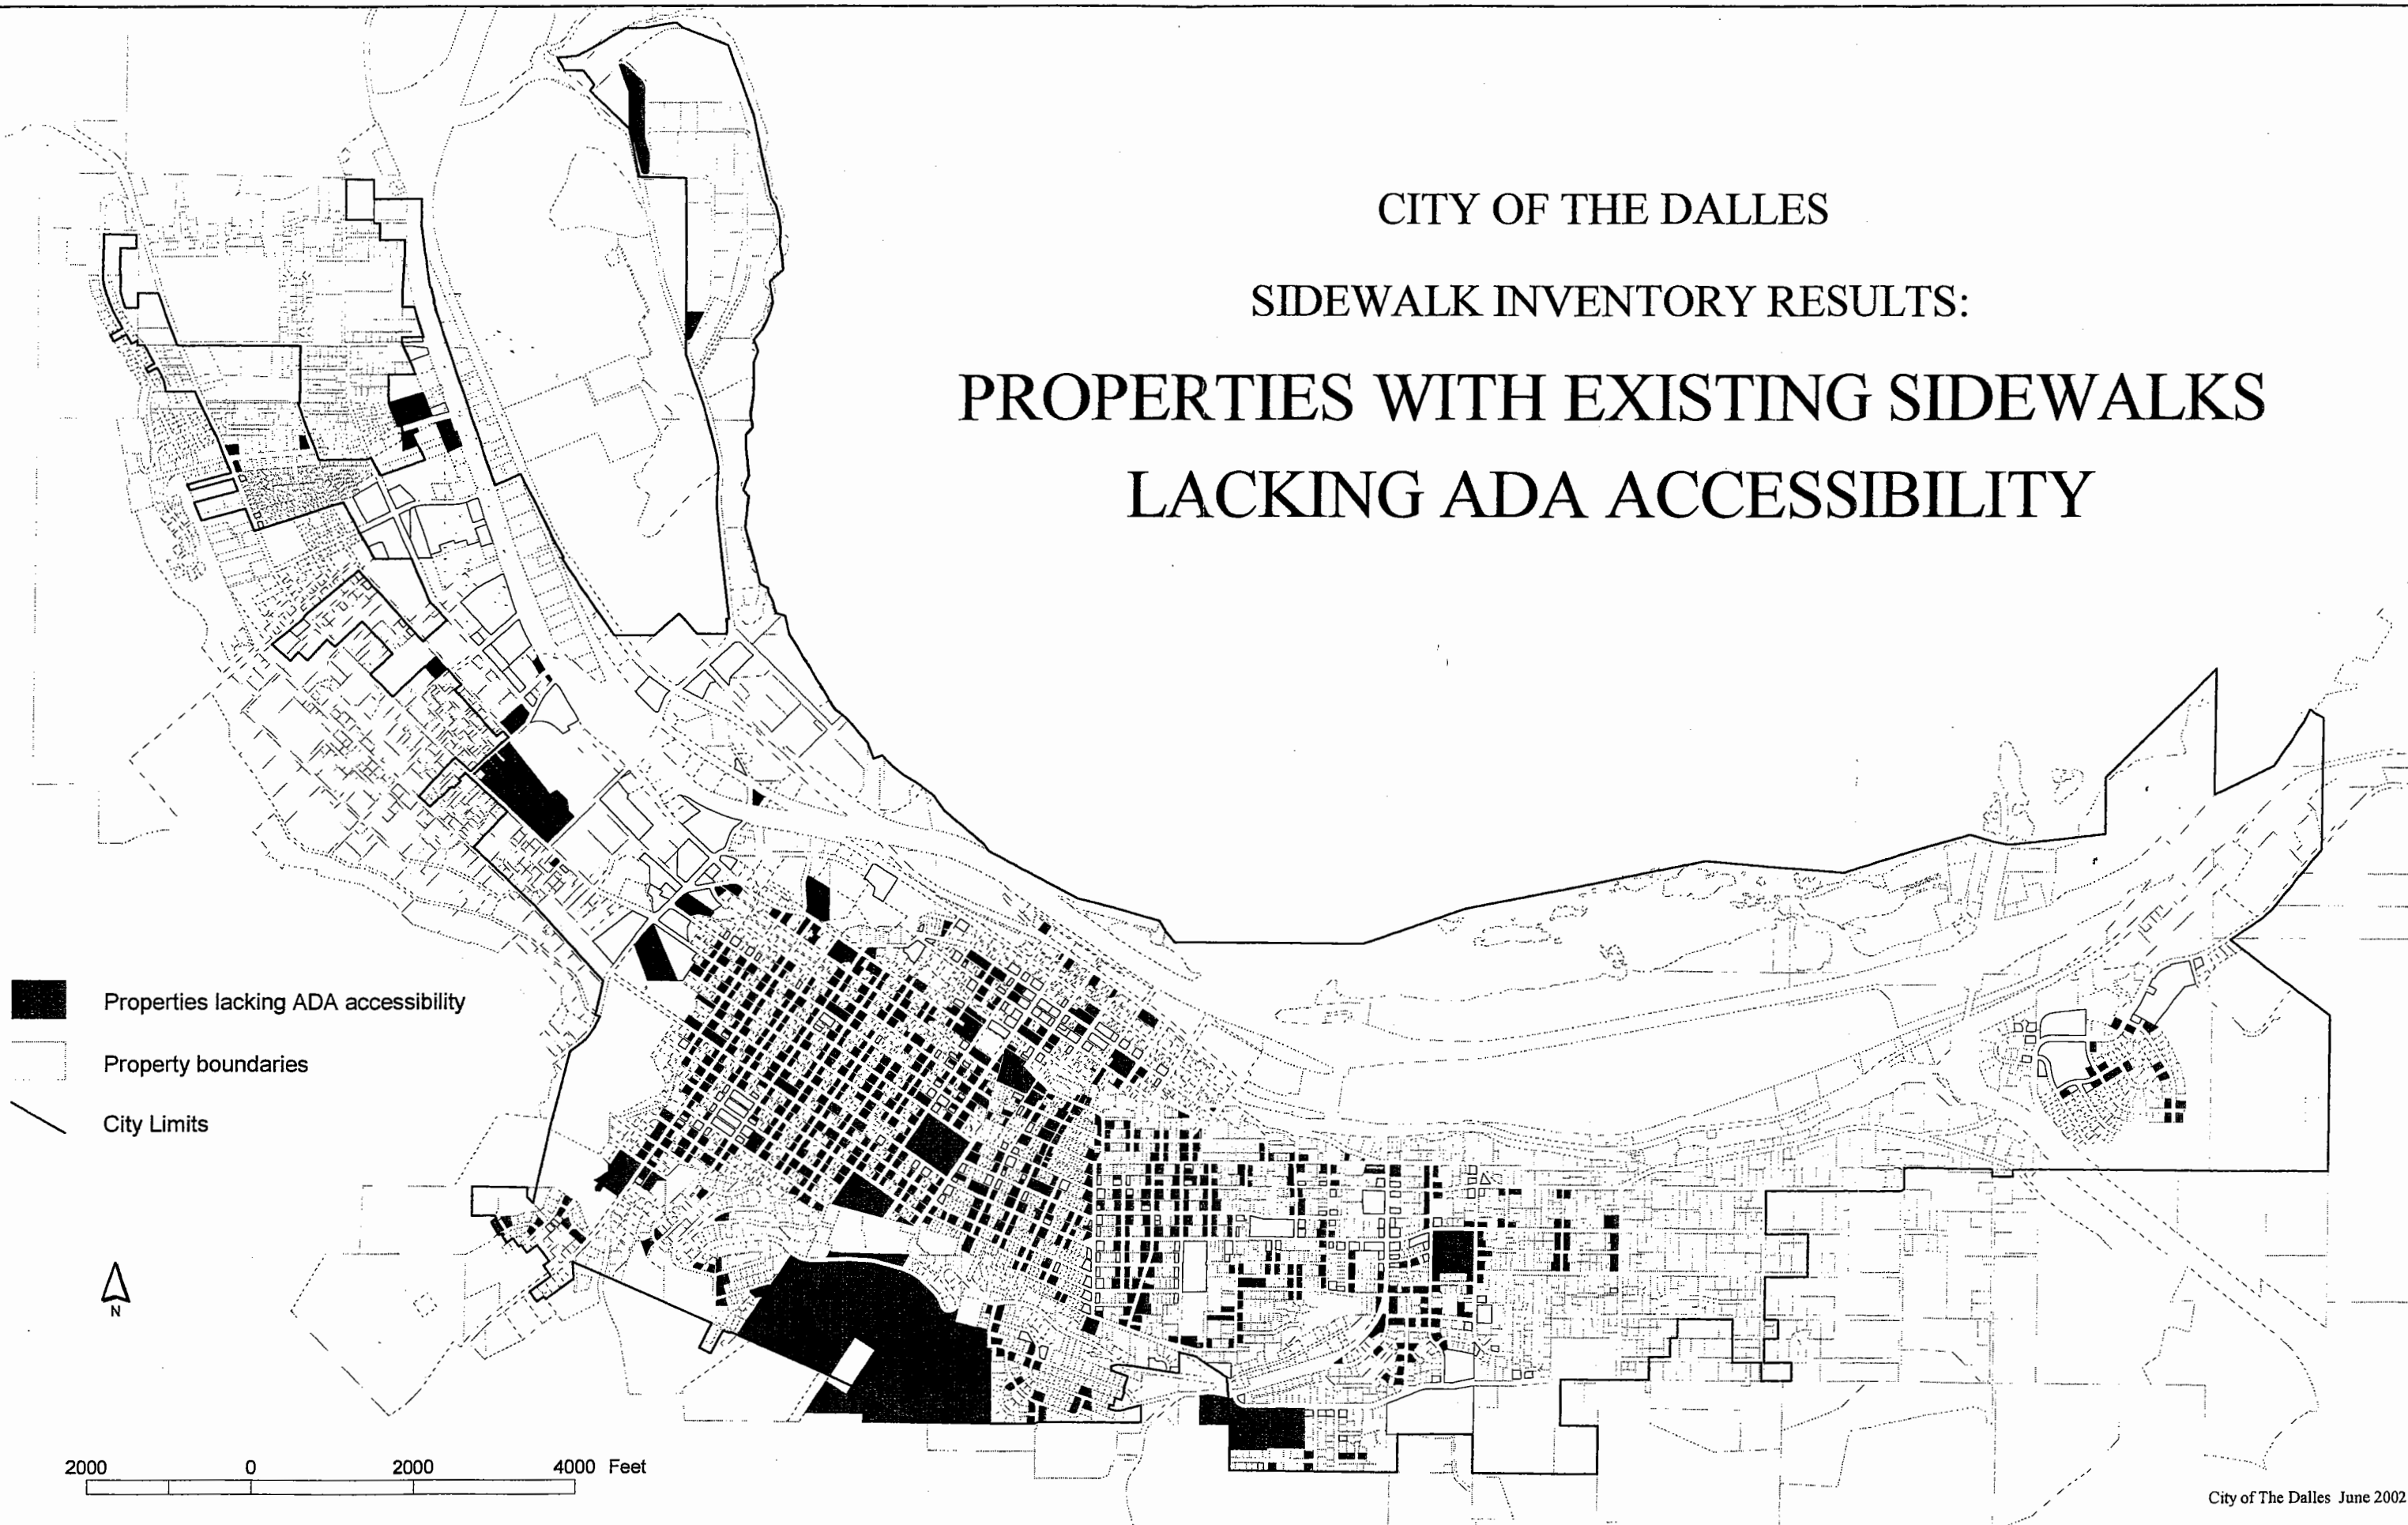 CITY OF THE DALLES
SIDEWALK INVENTORY RESULTS:
PROPERTIES WITH EXISTING SIDEWALKS
LACKING ADA ACCESSIBILITY
Properties lacking ADA accessibility
Property boundaries
City Limits
N
2000 0 2000 4000 Feet
City of The Dalles June 2002